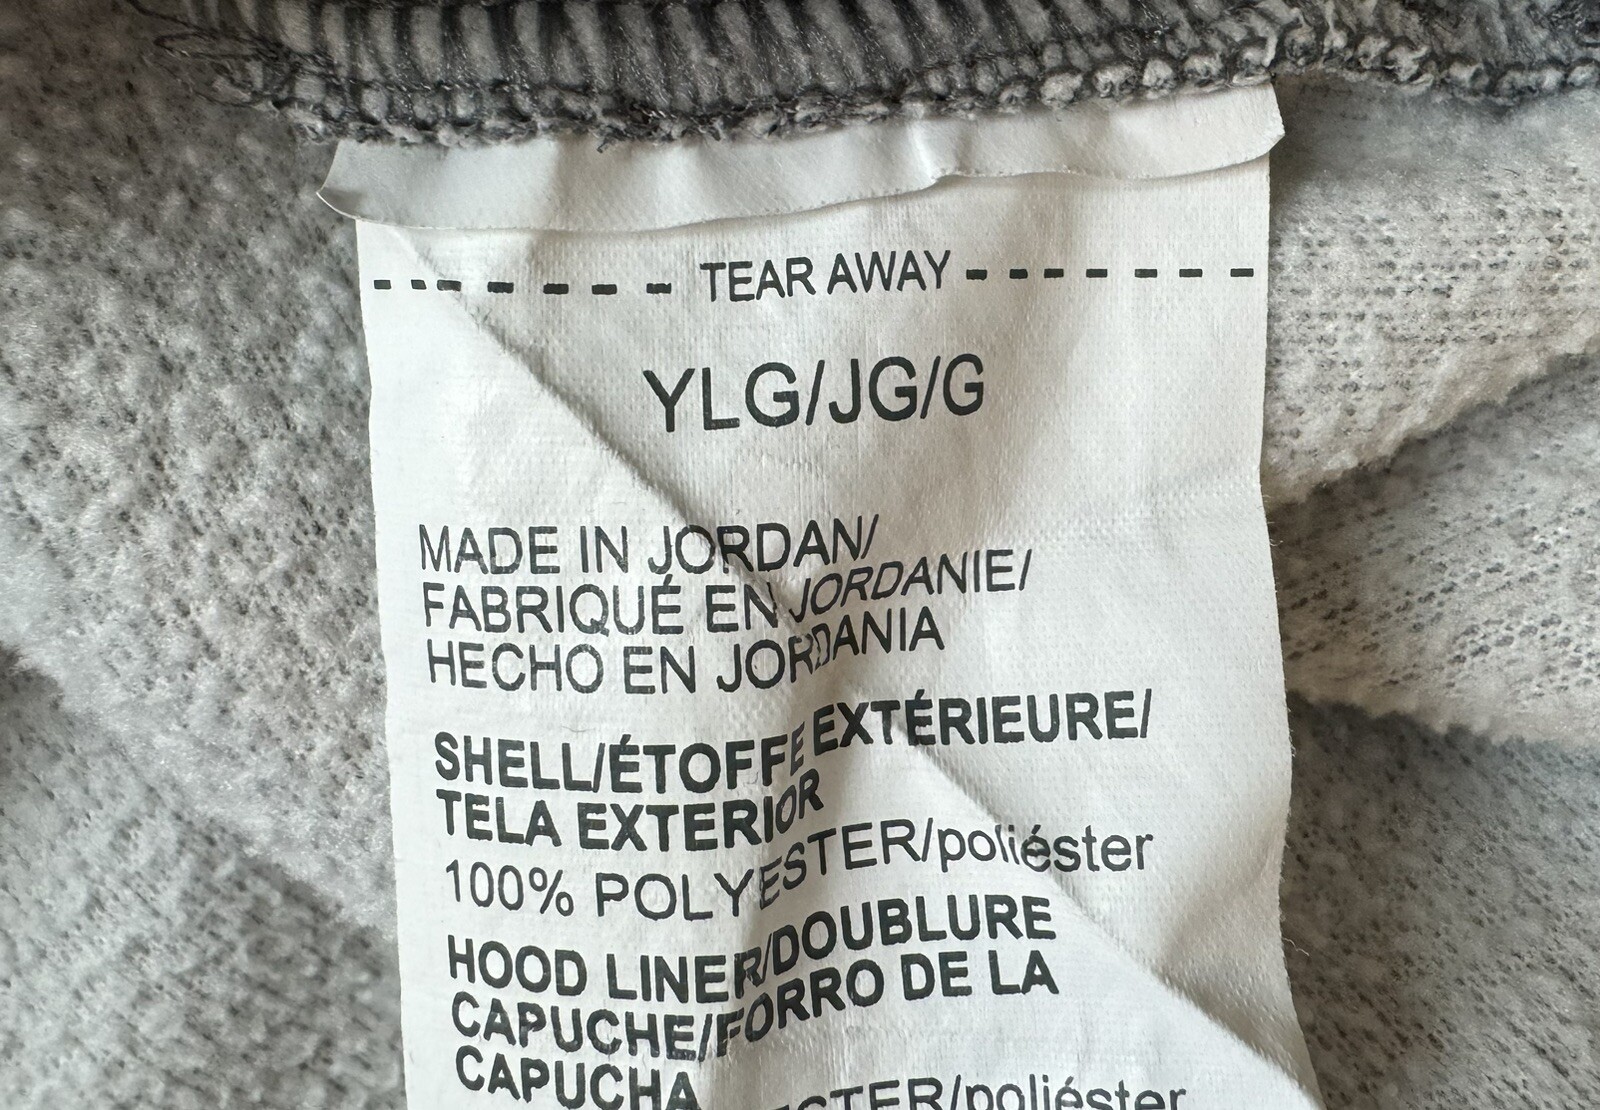 TEAR AWAY
YLG/JG/G
MADE IN JORDAN/
FABRIQUÉ EN JORDANIE/
HECHO EN JORDANIA
SHELL/ÉTOFFE EXTÉRIEURE/
TELA EXTERIOR
100% POLYESTER/poliéster
HOOD LINER/DOUBLURE
CAPUCHE/FORRO DE LA
CAPUCHA
/poliéster